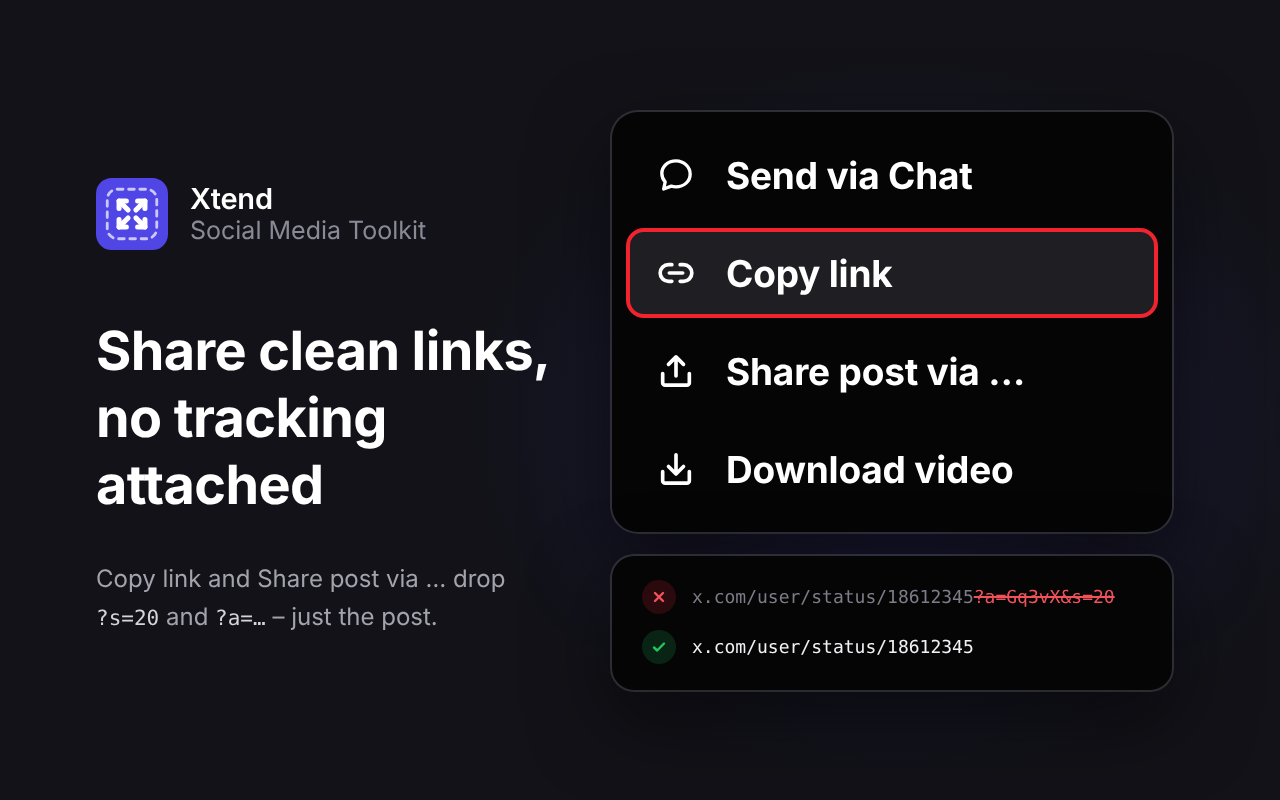 Xtend
Social Media Toolkit
Share clean links,
no tracking
attached
Copy link and Share post via ... drop
?s=20 and ?a=… – just the post.
Send via Chat
Copy link
Share post via ...
Download video
x.com/user/status/18612345?a=Gq3vX&s=20
x.com/user/status/18612345